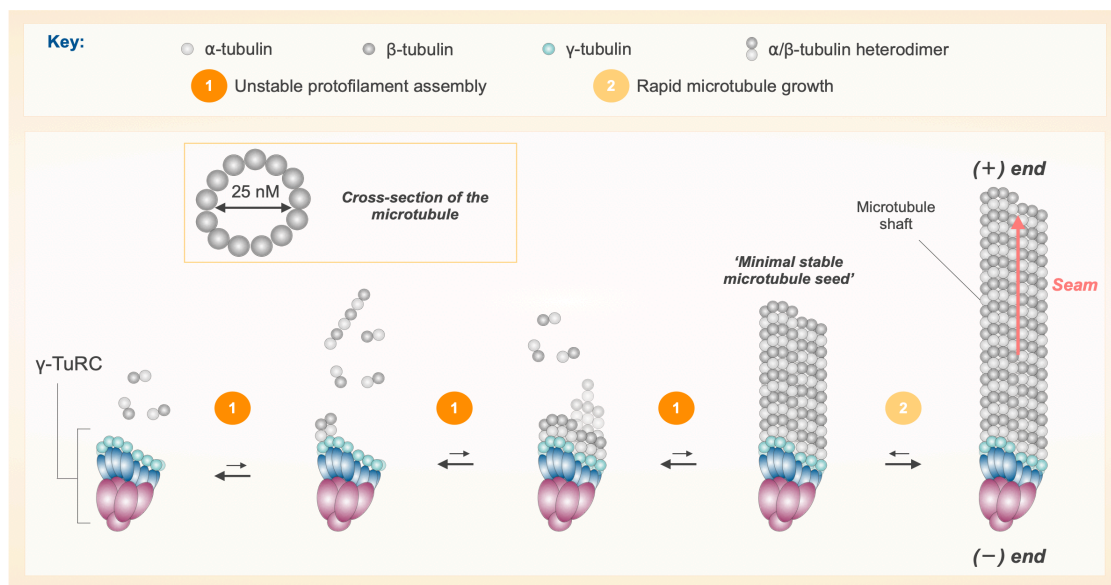 Key:
α-tubulin
β-tubulin
γ-tubulin
α/β-tubulin heterodimer
1 Unstable protofilament assembly
2 Rapid microtubule growth
25 nM
Cross-section of the
microtubule
(+) end
Microtubule
shaft
'Minimal stable
microtubule seed'
Seam
γ-TuRC
1
1
1
2
(−) end